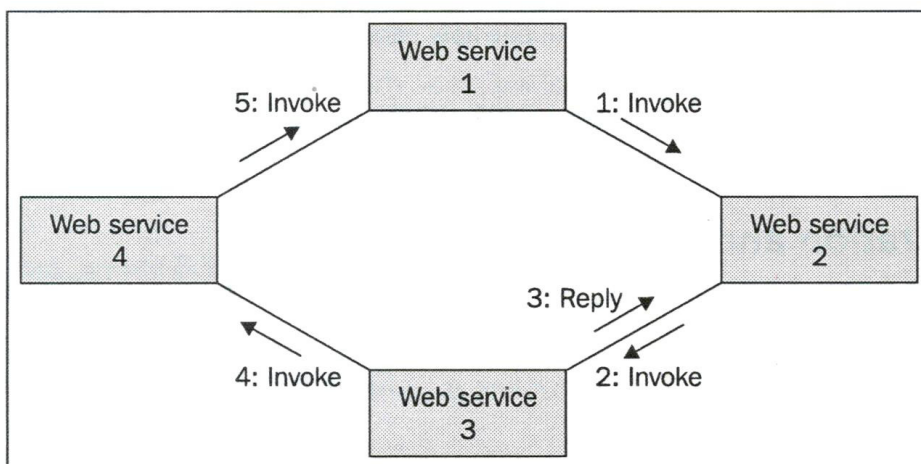 Web service
1
5: Invoke
1: Invoke
Web service
4
Web service
2
3: Reply
4: Invoke
2: Invoke
Web service
3